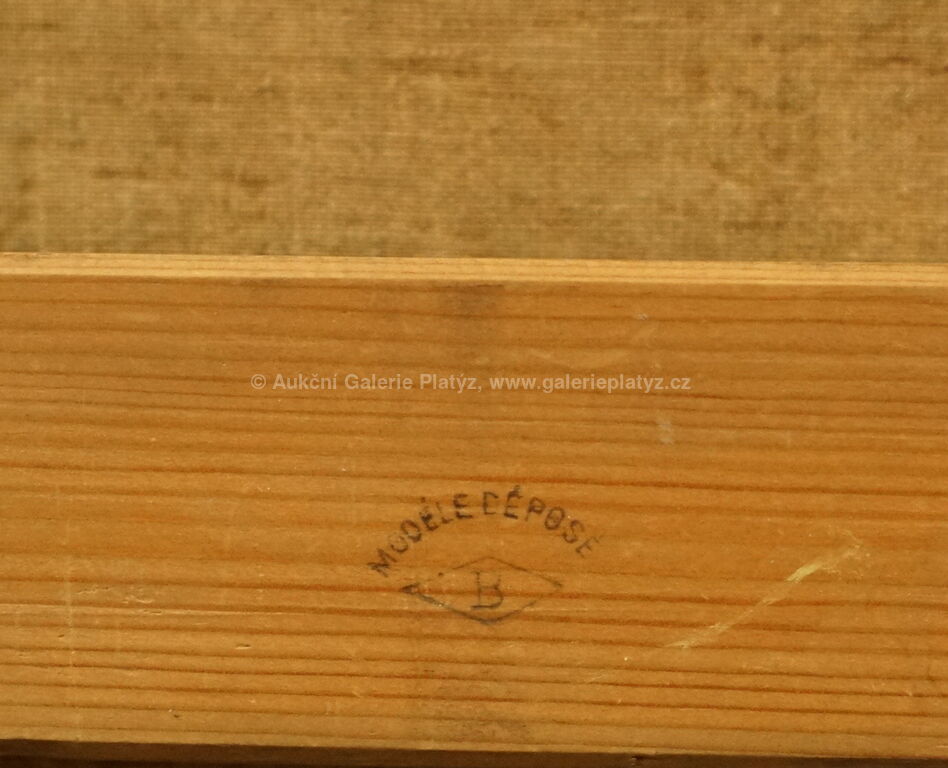 © Aukční Galerie Platýz, www.galerieplatyz.cz
MODÈLE DÉPOSÉ
A B